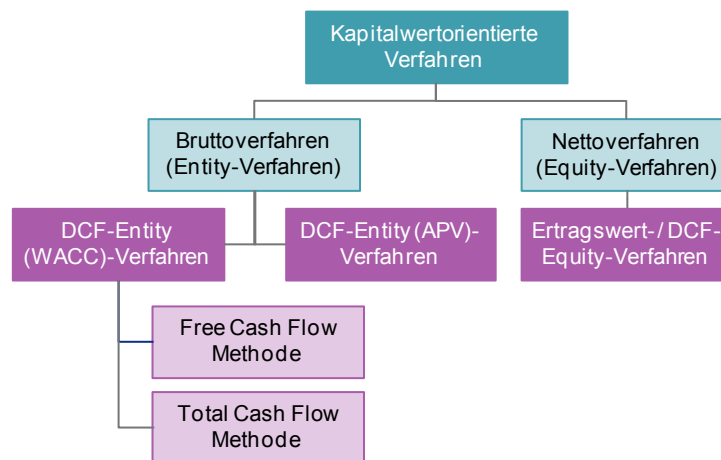 Kapitalwertorientierte
Verfahren
Bruttoverfahren
(Entity-Verfahren)
Nettoverfahren
(Equity-Verfahren)
DCF-Entity
(WACC)-Verfahren
DCF-Entity (APV)-
Verfahren
Ertragswert-/ DCF-
Equity-Verfahren
Free Cash Flow
Methode
Total Cash Flow
Methode